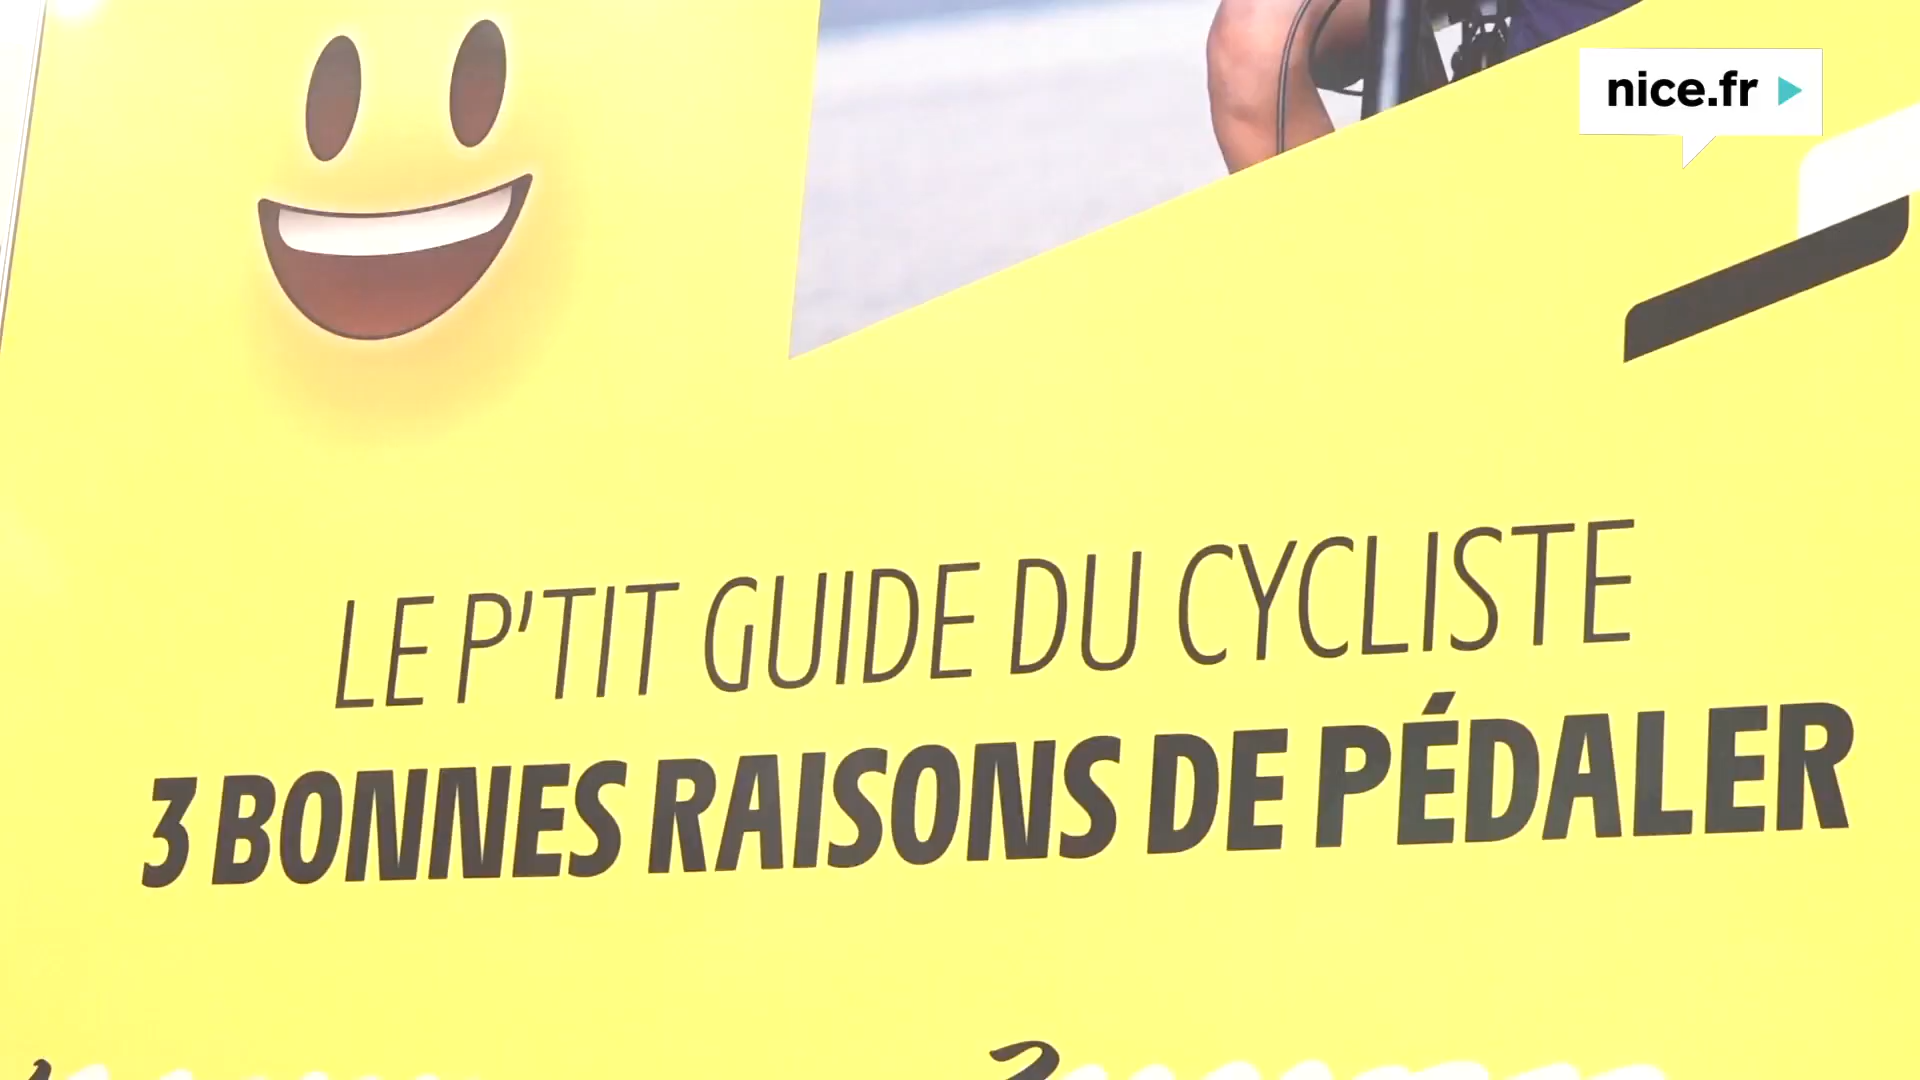 nice.fr
LE P'TIT GUIDE DU CYCLISTE
3 BONNES RAISONS DE PÉDALER